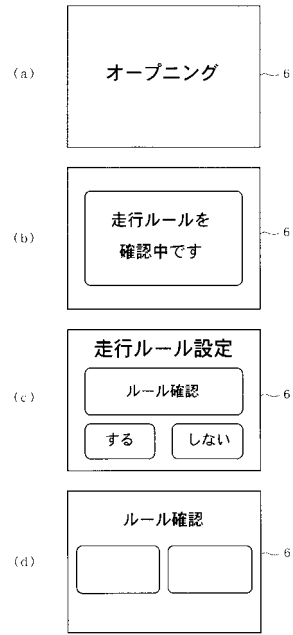 (a)
オープニング
6
(b)
走行ルールを
確認中です
6
(c)
走行ルール設定
ルール確認
する
しない
6
(d)
ルール確認
6